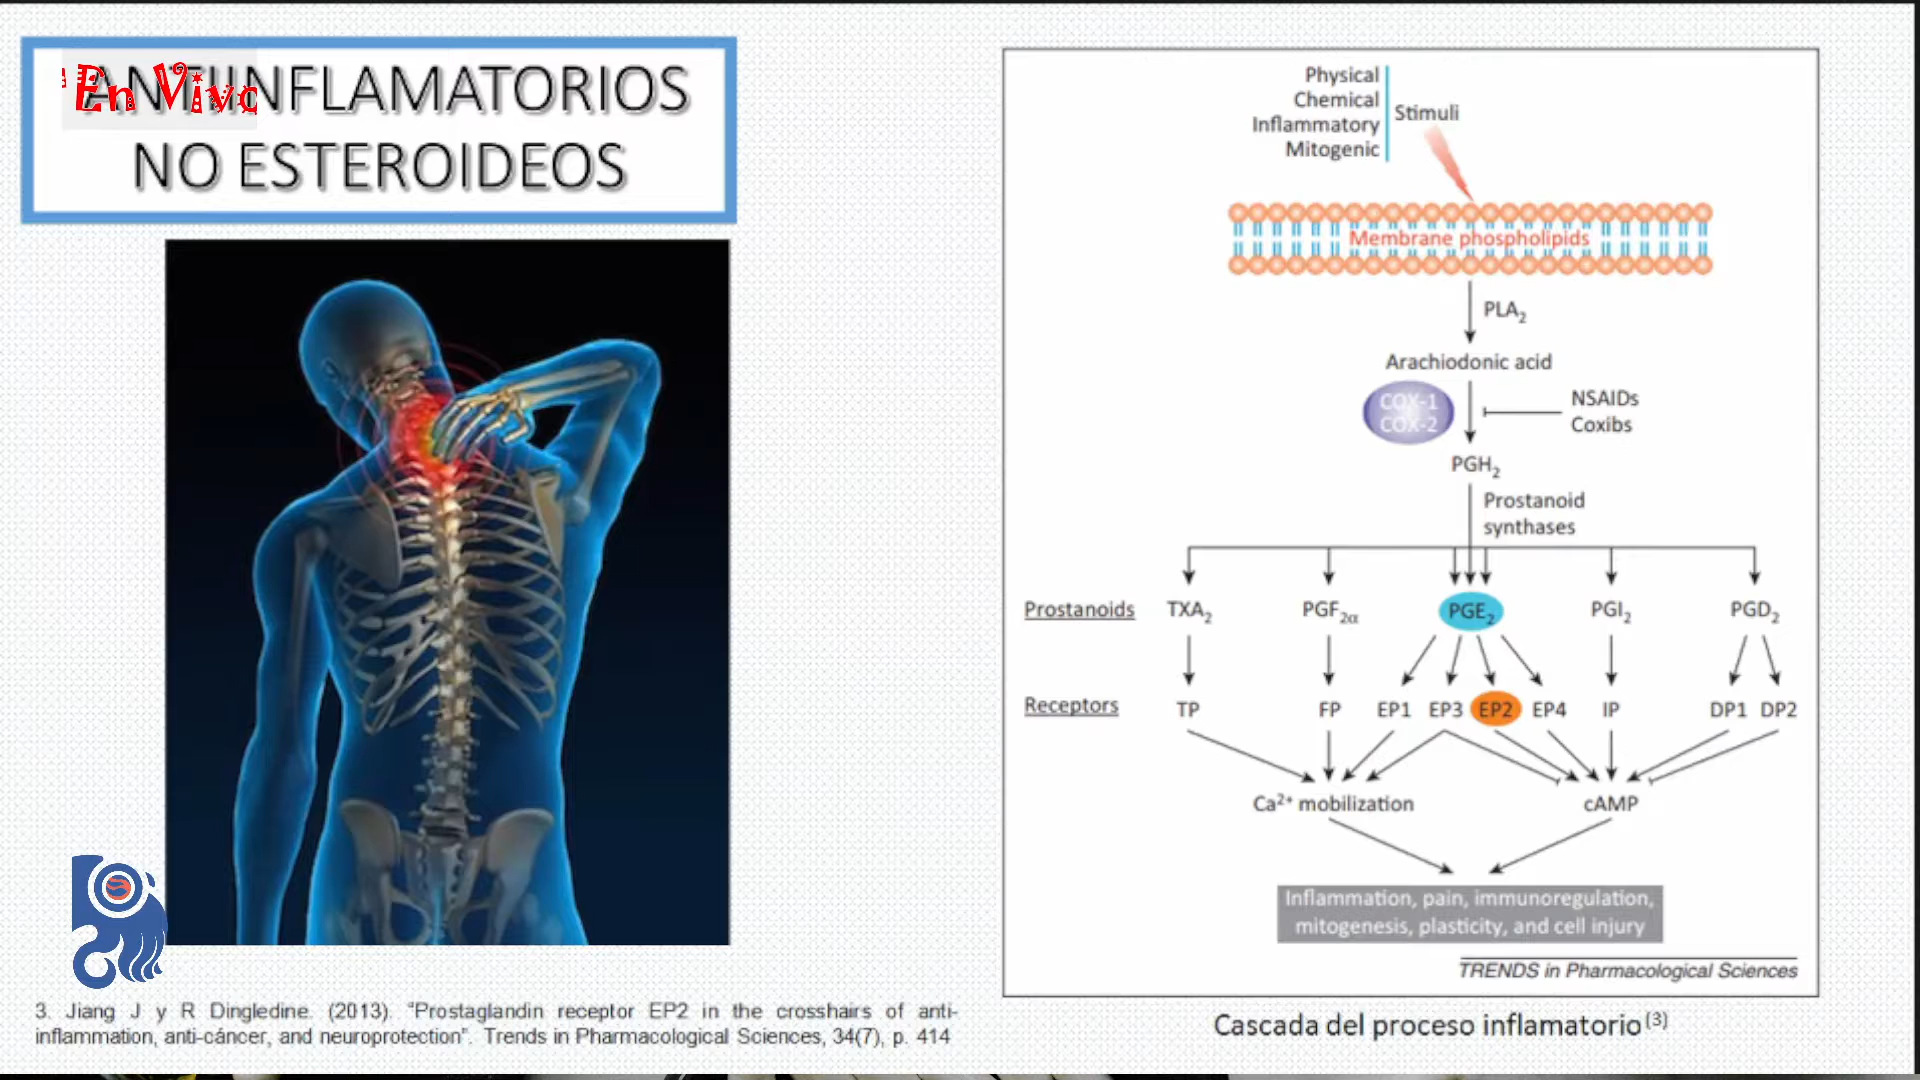 ANTIINFLAMATORIOS
En Vivo
NO ESTEROIDEOS
Physical
Chemical
Inflammatory
Mitogenic
Stimuli
Membrane phospholipids
PLA₂
Arachiodonic acid
COX-1
COX-2
NSAIDs
Coxibs
PGH₂
Prostanoid
synthases
Prostanoids TXA₂ PGF₂α PGE₂ PGI₂ PGD₂
Receptors TP FP EP1 EP3 EP2 EP4 IP DP1 DP2
Ca²⁺ mobilization cAMP
Inflammation, pain, immunoregulation,
mitogenesis, plasticity, and cell injury
TRENDS in Pharmacological Sciences
Cascada del proceso inflamatorio⁽³⁾
3. Jiang J y R Dingledine. (2013). “Prostaglandin receptor EP2 in the crosshairs of anti-
inflammation, anti-cáncer, and neuroprotection”. Trends in Pharmacological Sciences, 34(7), p. 414